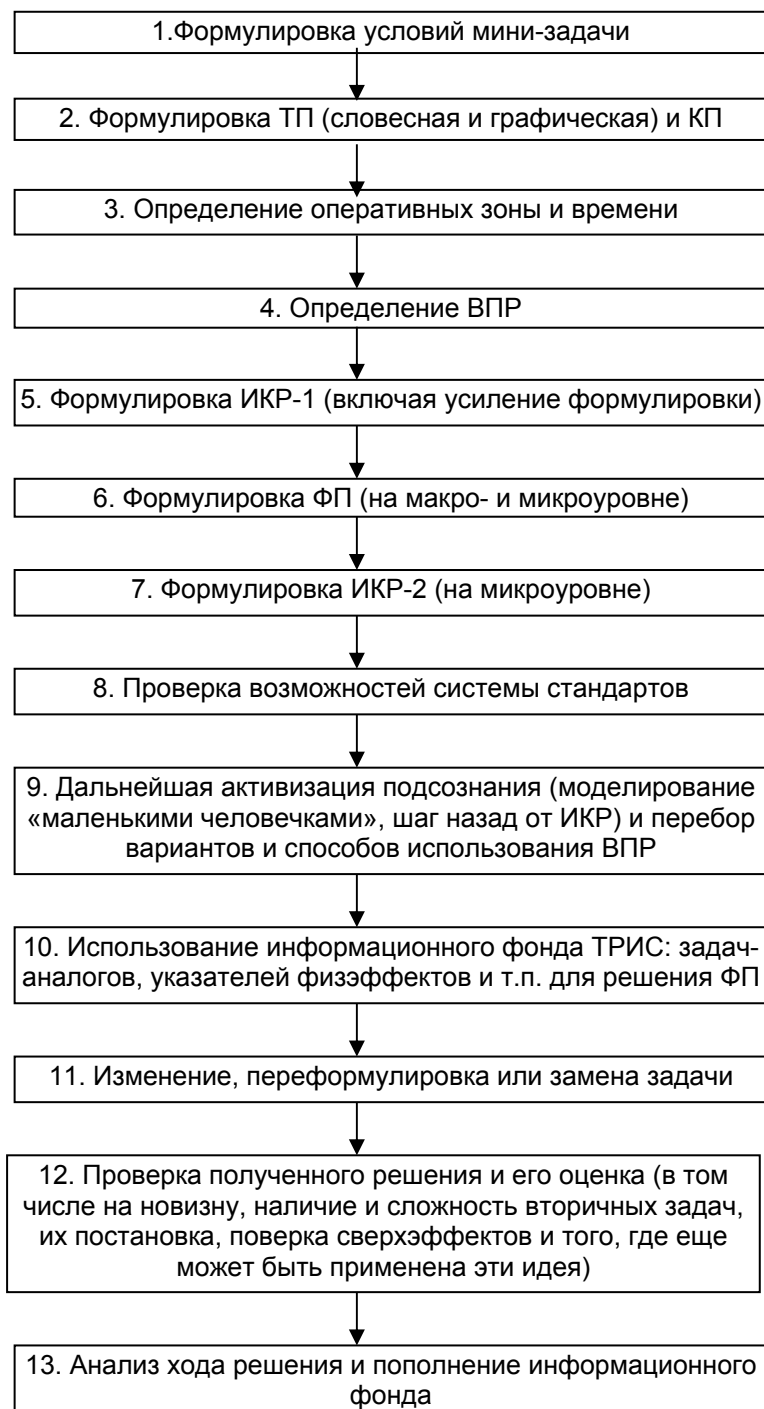 1.Формулировка условий мини-задачи
2. Формулировка ТП (словесная и графическая) и КП
3. Определение оперативных зоны и времени
4. Определение ВПР
5. Формулировка ИКР-1 (включая усиление формулировки)
6. Формулировка ФП (на макро- и микроуровне)
7. Формулировка ИКР-2 (на микроуровне)
8. Проверка возможностей системы стандартов
9. Дальнейшая активизация подсознания (моделирование
«маленькими человечками», шаг назад от ИКР) и перебор
вариантов и способов использования ВПР
10. Использование информационного фонда ТРИС: задач-
аналогов, указателей физэффектов и т.п. для решения ФП
11. Изменение, переформулировка или замена задачи
12. Проверка полученного решения и его оценка (в том
числе на новизну, наличие и сложность вторичных задач,
их постановка, поверка сверхэффектов и того, где еще
может быть применена эти идея)
13. Анализ хода решения и пополнение информационного
фонда